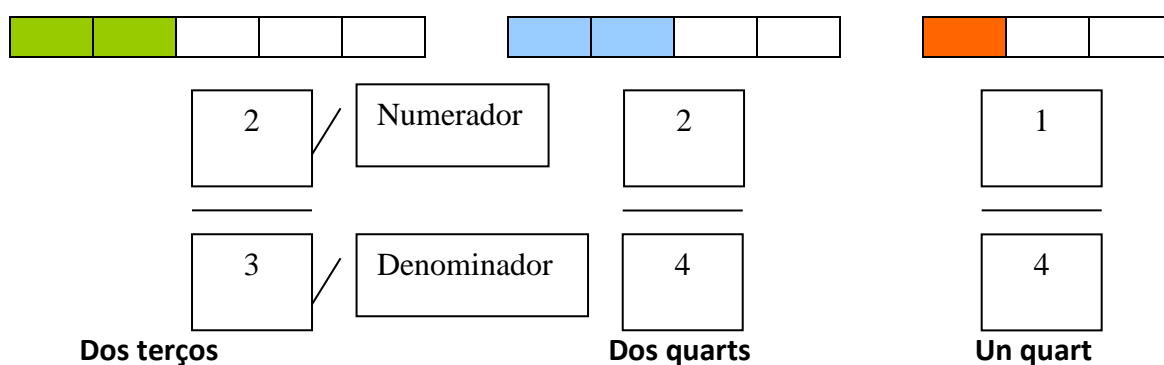 2 Numerador 2 1
3 Denominador 4 4
Dos terços Dos quarts Un quart